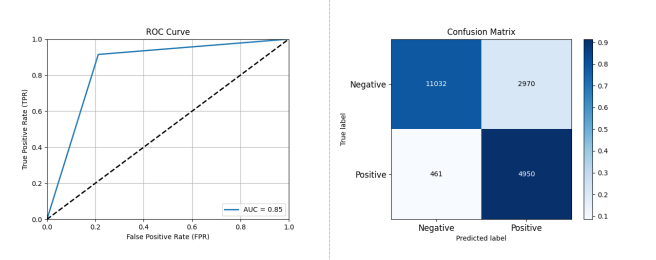 ROC Curve
1.0
0.8
0.6
0.4
0.2
0.0
True Positive Rate (TPR)
0.0 0.2 0.4 0.6 0.8 1.0
False Positive Rate (FPR)
AUC = 0.85
Confusion Matrix
True label
Negative 11032 2970
Positive 461 4950
Negative Positive
Predicted label
0.9
0.8
0.7
0.6
0.5
0.4
0.3
0.2
0.1